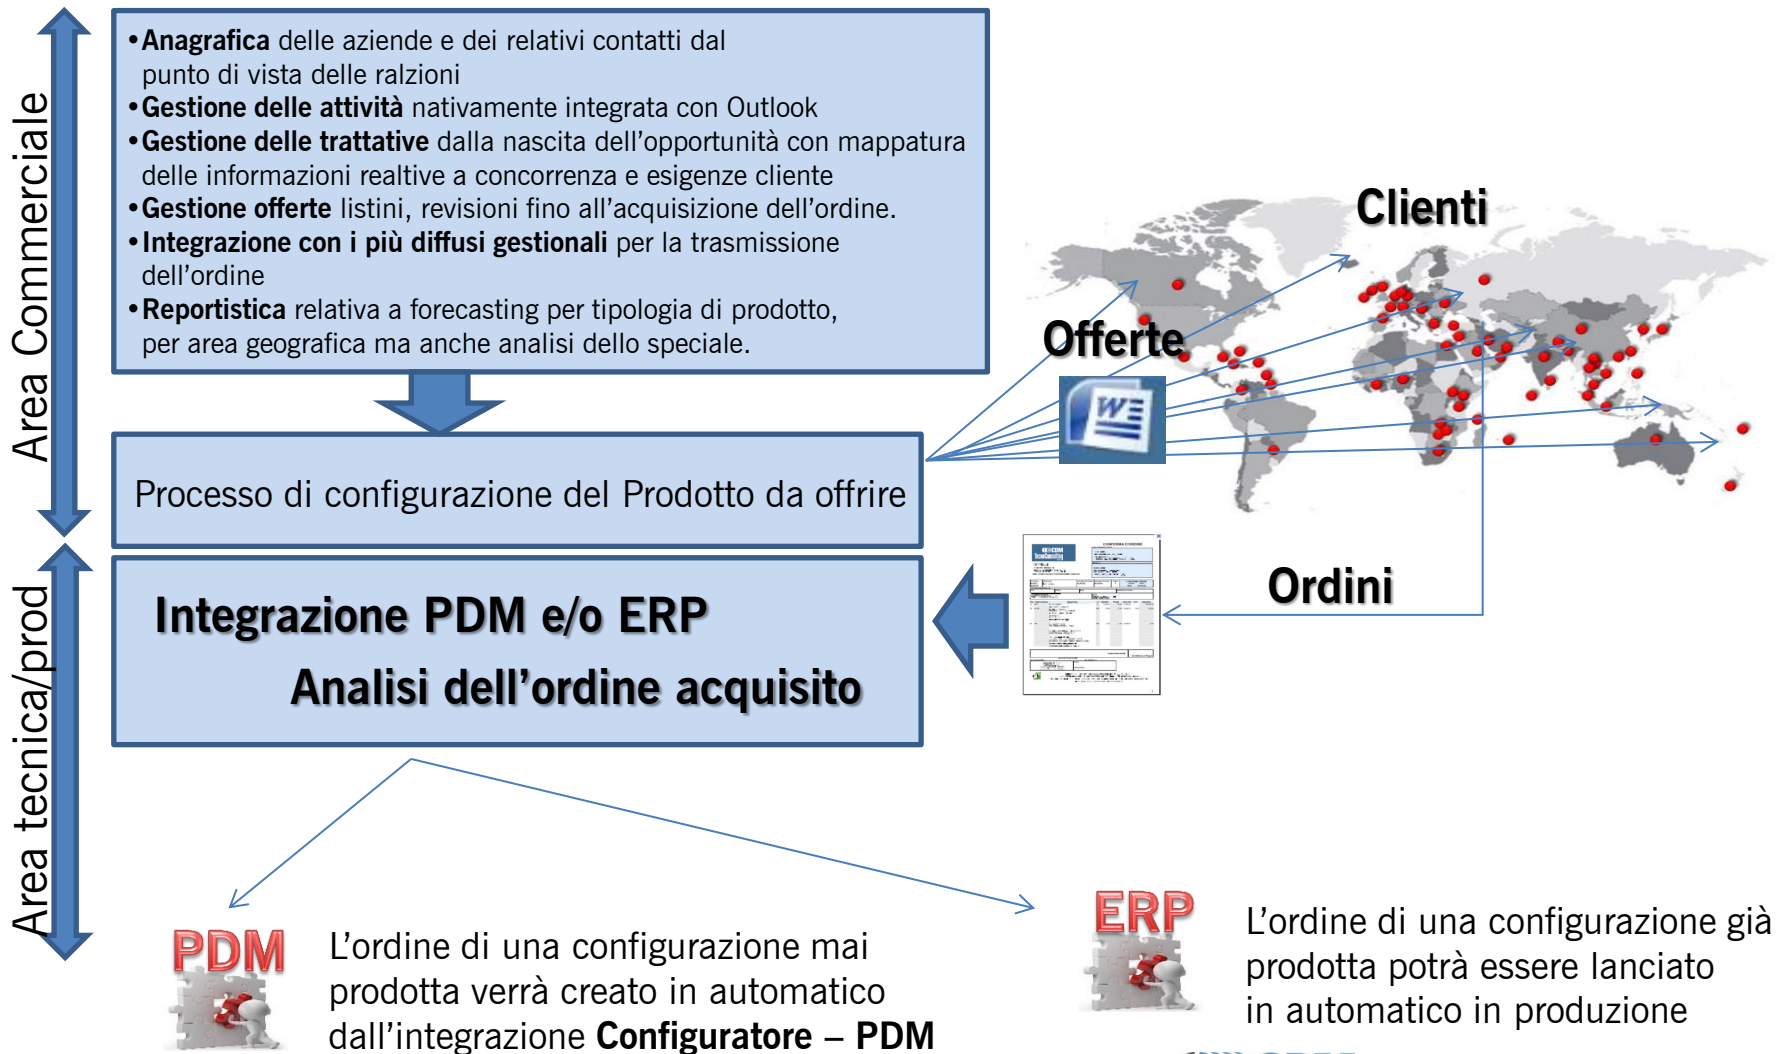 Area Commerciale
•Anagrafica delle aziende e dei relativi contatti dal
punto di vista delle ralzioni
•Gestione delle attività nativamente integrata con Outlook
•Gestione delle trattative dalla nascita dell’opportunità con mappatura
delle informazioni realtive a concorrenza e esigenze cliente
•Gestione offerte listini, revisioni fino all’acquisizione dell’ordine.
•Integrazione con i più diffusi gestionali per la trasmissione
dell’ordine
•Reportistica relativa a forecasting per tipologia di prodotto,
per area geografica ma anche analisi dello speciale.
Clienti
Offerte
W
Processo di configurazione del Prodotto da offrire
Area tecnica/prod
Integrazione PDM e/o ERP
Analisi dell’ordine acquisito
CONFERMA D'ORDINE
Ordini
PDM
L’ordine di una configurazione mai
prodotta verrà creato in automatico
dall’integrazione Configuratore – PDM
ERP
L’ordine di una configurazione già
prodotta potrà essere lanciato
in automatico in produzione